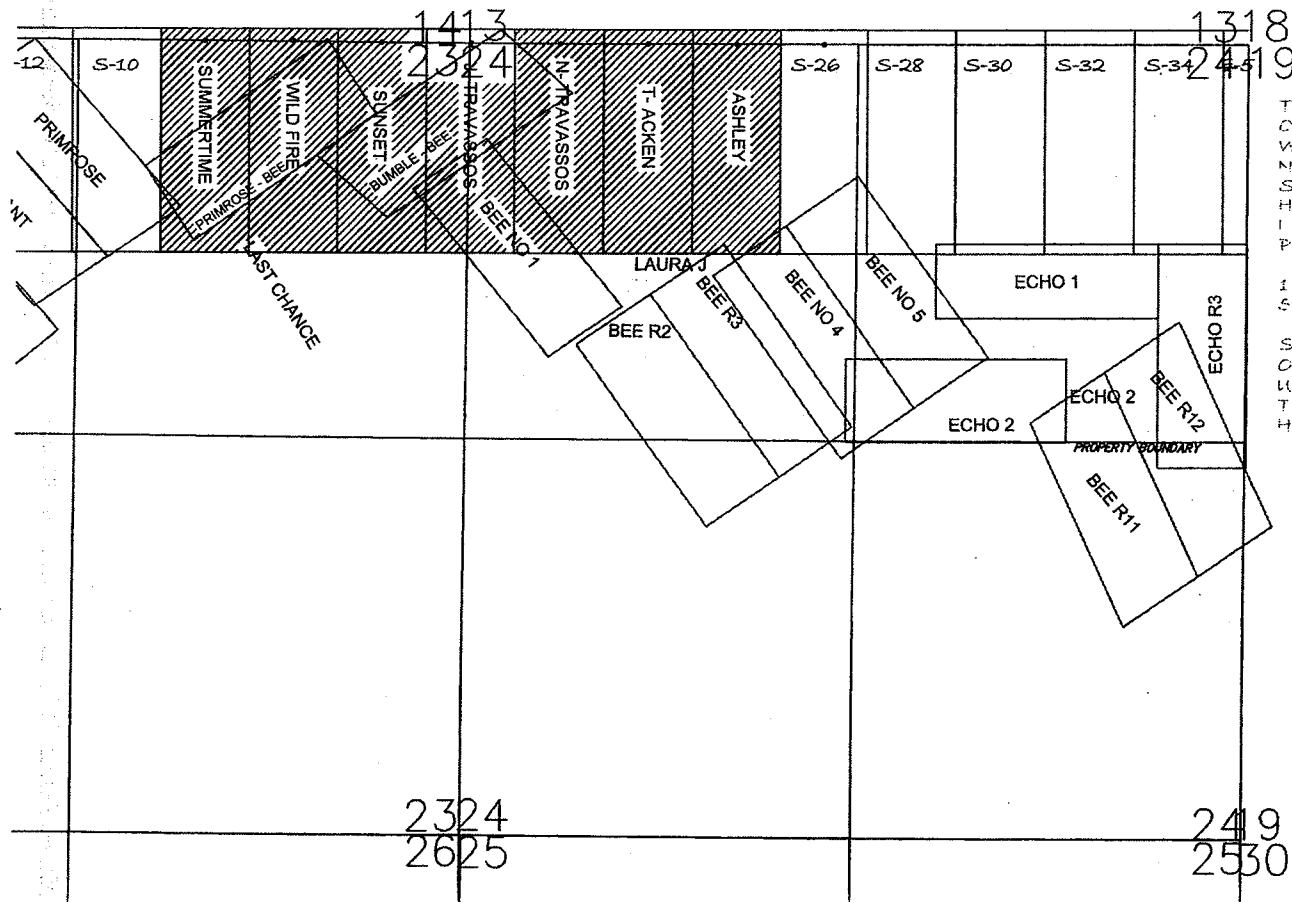 1413
1318
2324
2419
-12
S-10
S-26
S-28
S-30
S-32
S-34
SUMMERTIME
WILD FIRE
SUNSET
K-TRAVASSOS
N-TRAVASSOS
T- ACKEN
ASHLEY
TOWNSHIP 15 SOUTH
PRIMROSE
NT
PRIMROSE - BEE
BUMBLE - BEE
BEE NO 1
LAST CHANCE
LAURA J
BEE R2
BEE R3
BEE NO 4
BEE NO 5
ECHO 1
ECHO R3
ECHO 2
ECHO 2
BEE R12
PROPERTY BOUNDARY
BEE R11
2324
2625
2419
2530